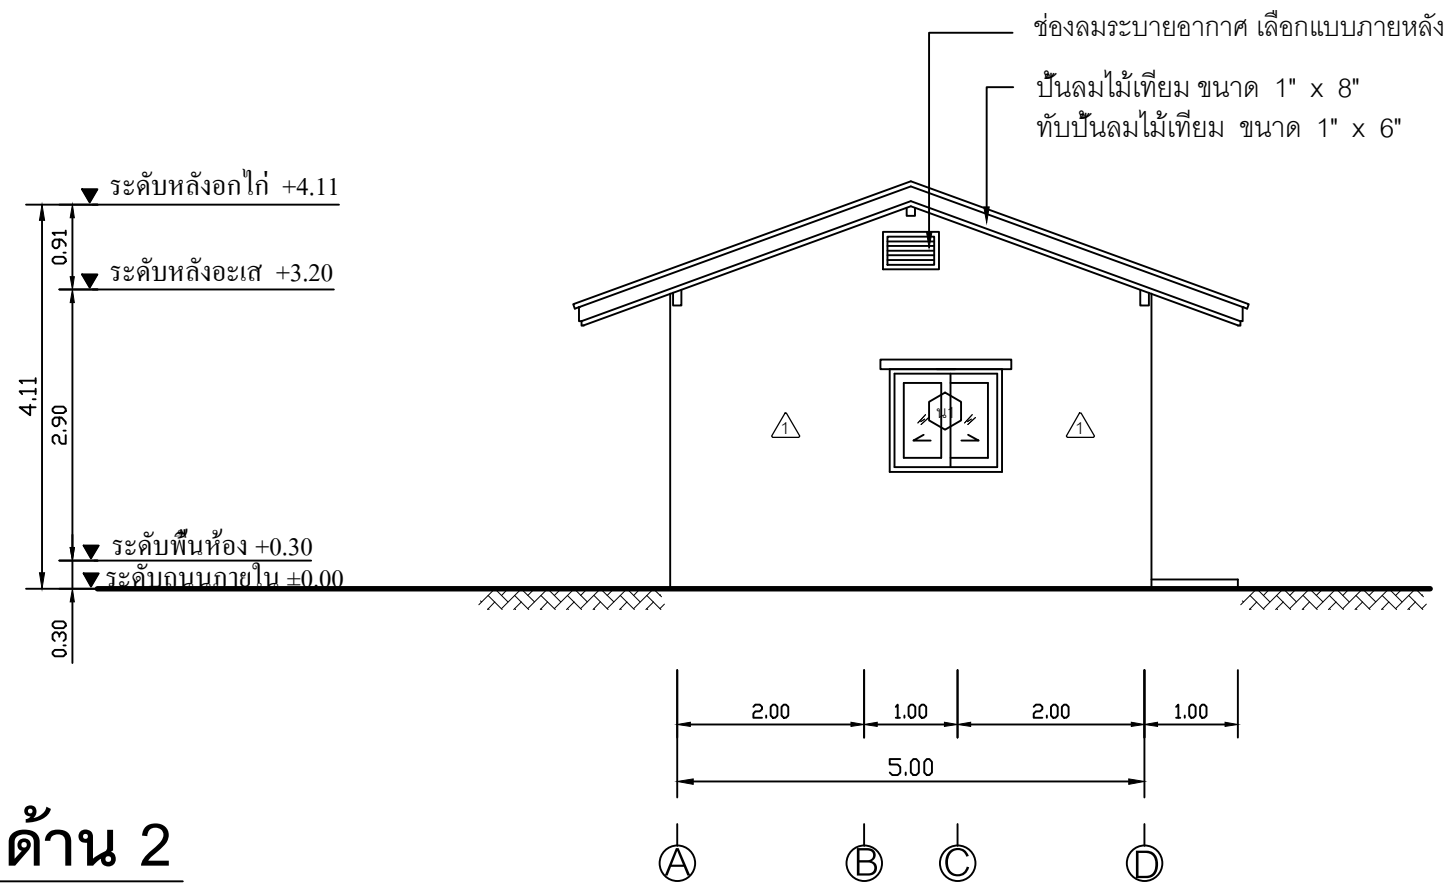 ช่องลมระบายอากาศ เลือกแบบภายหลัง
ปั้นลมไม้เทียม ขนาด 1" x 8"
ทับปั้นลมไม้เทียม ขนาด 1" x 6"
ระดับหลังอกไก่ +4.11
0.91
ระดับหลังอะเส +3.20
4.11
2.90
น1
1
1
ระดับพื้นห้อง +0.30
ระดับถนนภายใน ±0.00
0.30
2.00 1.00 2.00 1.00
5.00
ด้าน 2
A B C D